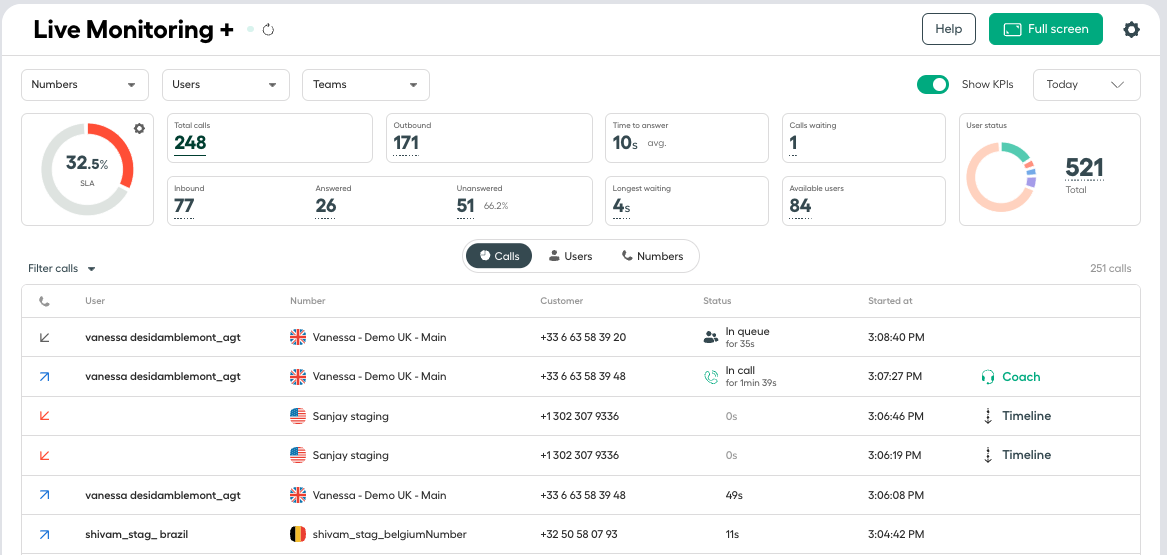 Live Monitoring +
Help
Full screen
Numbers
Users
Teams
Show KPIs
Today
32.5%
SLA
Total calls
248
Outbound
171
Time to answer
10s avg.
Calls waiting
1
User status
521
Total
Inbound
77
Answered
26
Unanswered
51 66.2%
Longest waiting
4s
Available users
84
Calls
Users
Numbers
Filter calls
251 calls
User Number Customer Status Started at
vanessa desidamblemont_agt Vanessa - Demo UK - Main +33 6 63 58 39 20 In queue 3:08:40 PM
for 35s
vanessa desidamblemont_agt Vanessa - Demo UK - Main +33 6 63 58 39 48 In call 3:07:27 PM Coach
for 1min 39s
Sanjay staging +1 302 307 9336 0s 3:06:46 PM Timeline
Sanjay staging +1 302 307 9336 0s 3:06:19 PM Timeline
vanessa desidamblemont_agt Vanessa - Demo UK - Main +33 6 63 58 39 48 49s 3:06:08 PM
shivam_stag_ brazil shivam_stag_belgiumNumber +32 50 58 07 93 11s 3:04:42 PM